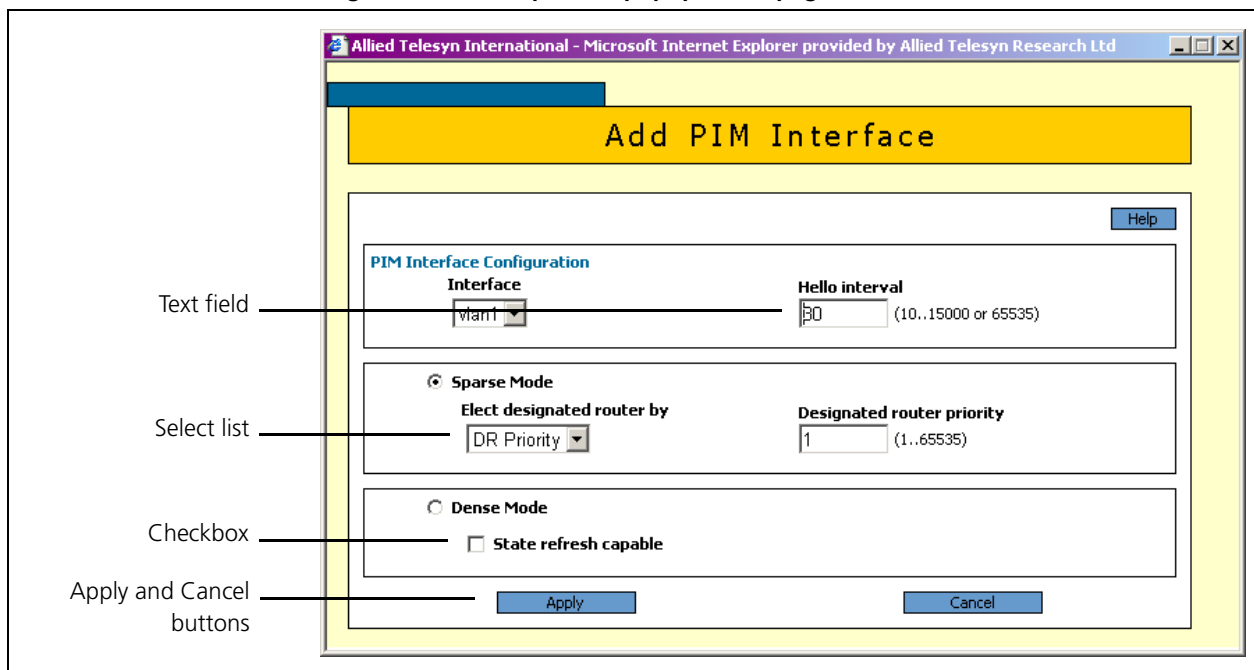 Allied Telesyn International - Microsoft Internet Explorer provided by Allied Telesyn Research Ltd
Add PIM Interface
Help
PIM Interface Configuration
Interface
Hello interval
Text field
vlan1
30
(10..15000 or 65535)
Sparse Mode
Elect designated router by
Designated router priority
Select list
DR Priority
1
(1..65535)
Dense Mode
Checkbox
State refresh capable
Apply and Cancel
buttons
Apply
Cancel